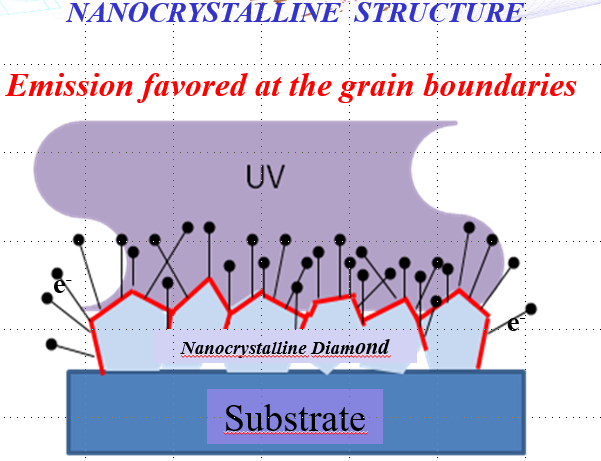 NANOCRYSTALLINE STRUCTURE
Emission favored at the grain boundaries
UV
e-
e-
Nanocrystalline Diamond
Substrate